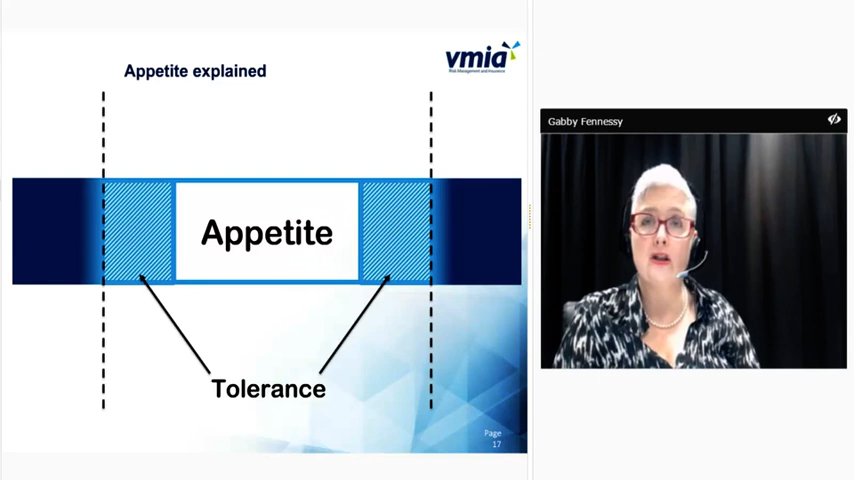 Appetite explained
vmia
Risk Management and Insurance
Appetite
Tolerance
Page
17
Gabby Fennessy